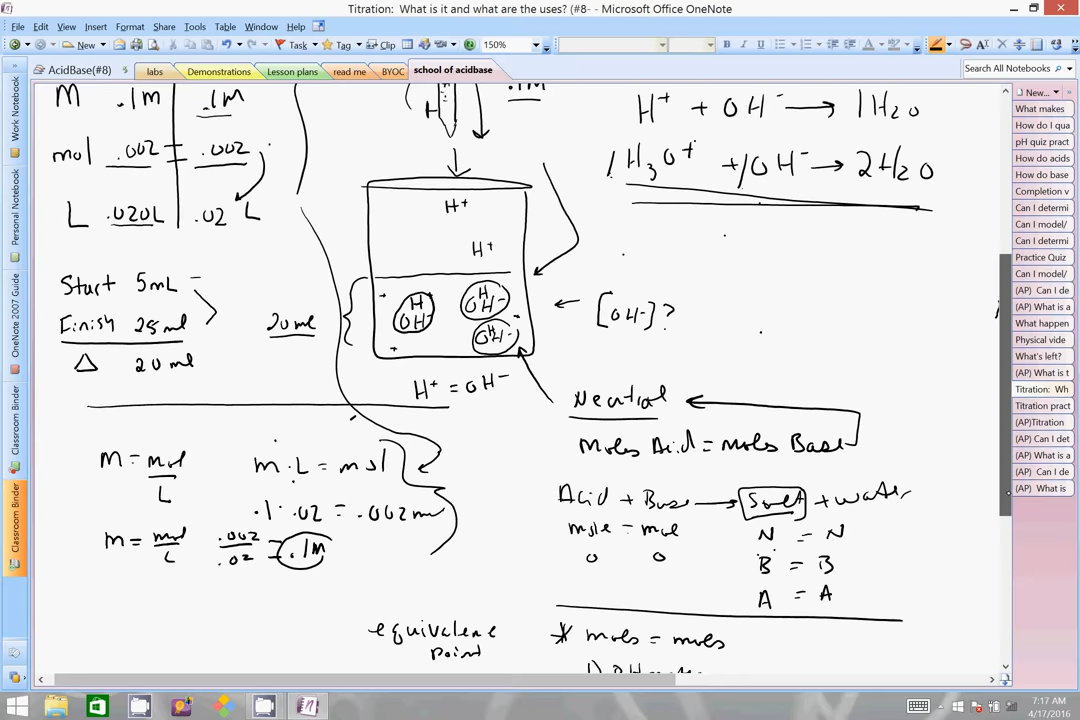 Titration: What is it and what are the uses? (#8- - Microsoft Office OneNote
File Edit View Insert Format Share Tools Table Window Help
New Task Tag Clip 150%
AcidBase(#8) labs Demonstrations Lesson plans read me BYOC school of acidbase Search All Notebooks
Work Notebook
Personal Notebook
OneNote 2007 Guide
Classroom Binder
Classroom Binder
M .1M .1M
mol .002 = .002
L .020L .02 L
Start 5mL
Finish 25ml
Δ 20ml
20ml
H
.1M
H+
H+
H H
OH- OH-
H
OH-
H+ = OH-
[OH-]?
H+ + OH- → 1H2O
1H3O+ + 1OH- → 2H2O
Neutral
Moles Acid = moles Base
Acid + Base → Salt + water
mole = mol N = N
0 0 B = B
A = A
M = mol/L m·L = mol
.1 · .02 = .002 mol
M = mol/L .002/.02 = .1M
equivalence
point
* mols = mols
New...
What makes
How do I qua
pH quiz pract
How do acids
How do base
Completion v
Can I determi
Can I model/
Can I determi
Practice Quiz
Can I model/
(AP) Can I de
(AP) What is a
What happen
Physical vide
What's left?
(AP) What is t
Titration: Wh
Titration pract
(AP)Titration
(AP) Can I det
(AP) What is a
(AP) Can I de
(AP) What is
7:17 AM
4/17/2016